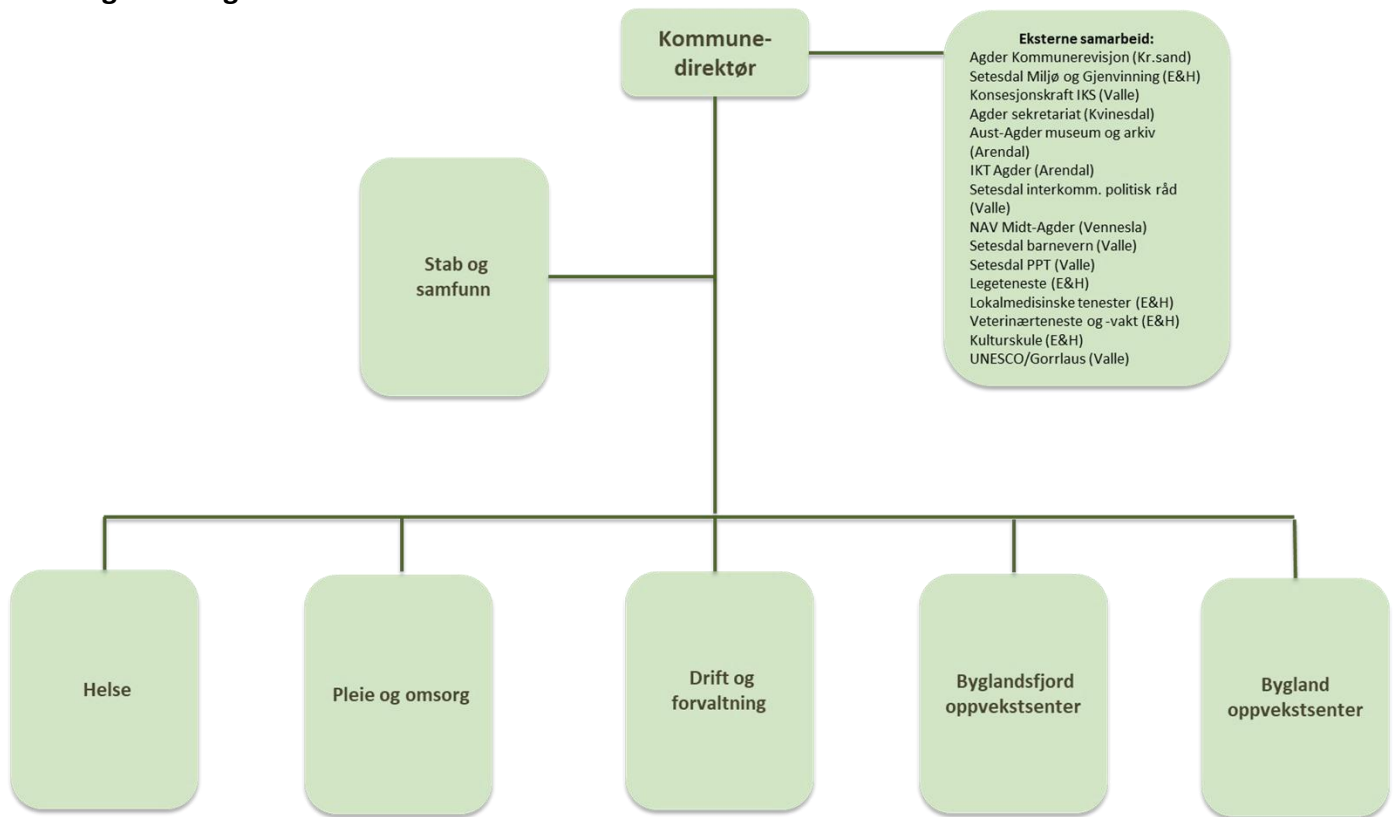 Kommune-
direktør
Eksterne samarbeid:
Agder Kommunerevisjon (Kr.sand)
Setesdal Miljø og Gjenvinning (E&H)
Konsesjonskraft IKS (Valle)
Agder sekretariat (Kvinesdal)
Aust-Agder museum og arkiv
(Arendal)
IKT Agder (Arendal)
Setesdal interkomm. politisk råd
(Valle)
NAV Midt-Agder (Vennesla)
Setesdal barnevern (Valle)
Setesdal PPT (Valle)
Legeteneste (E&H)
Lokalmedisinske tenester (E&H)
Veterinærteneste og -vakt (E&H)
Kulturskule (E&H)
UNESCO/Gorrlaus (Valle)
Stab og
samfunn
Helse
Pleie og omsorg
Drift og
forvaltning
Byglandsfjord
oppvekstsenter
Bygland
oppvekstsenter